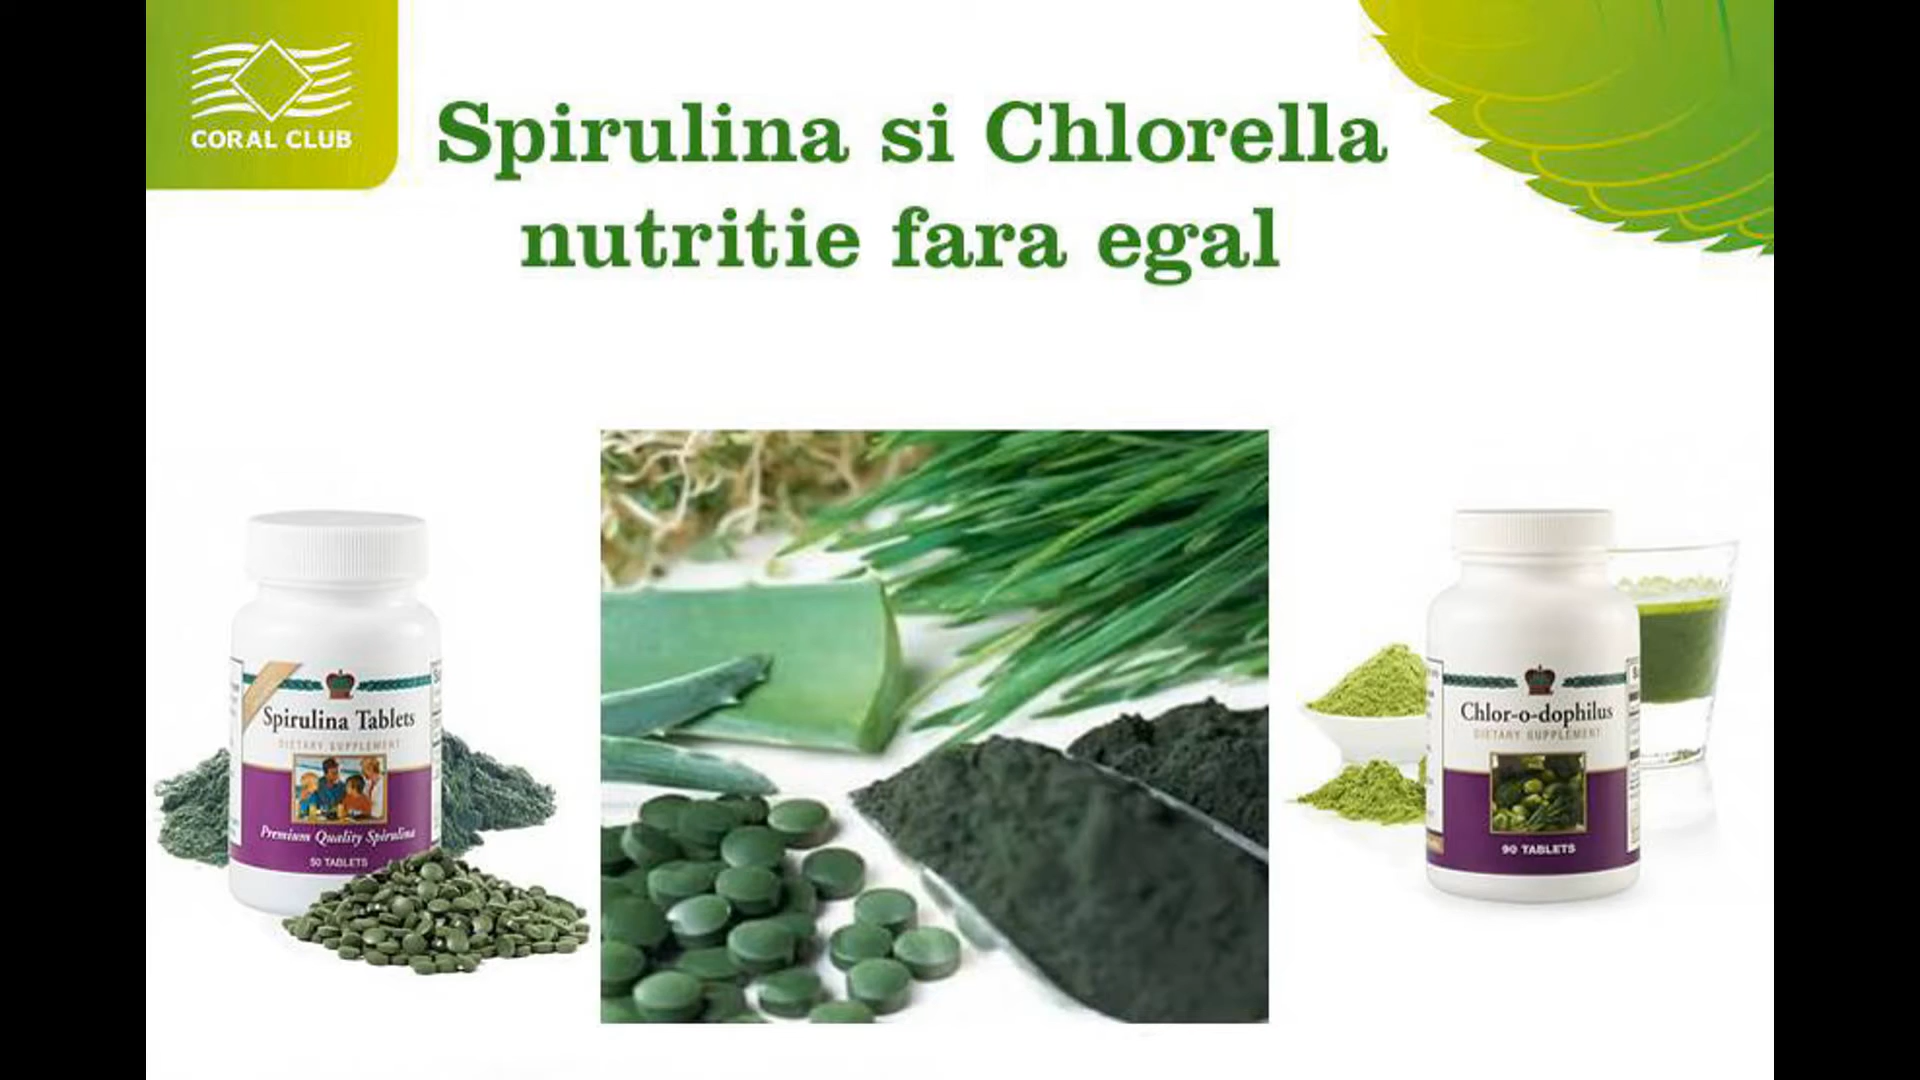 CORAL CLUB
Spirulina si Chlorella
nutritie fara egal
Spirulina Tablets
DIETARY SUPPLEMENT
Premium Quality Spirulina
50 TABLETS
Chlor-o-dophilus
DIETARY SUPPLEMENT
90 TABLETS